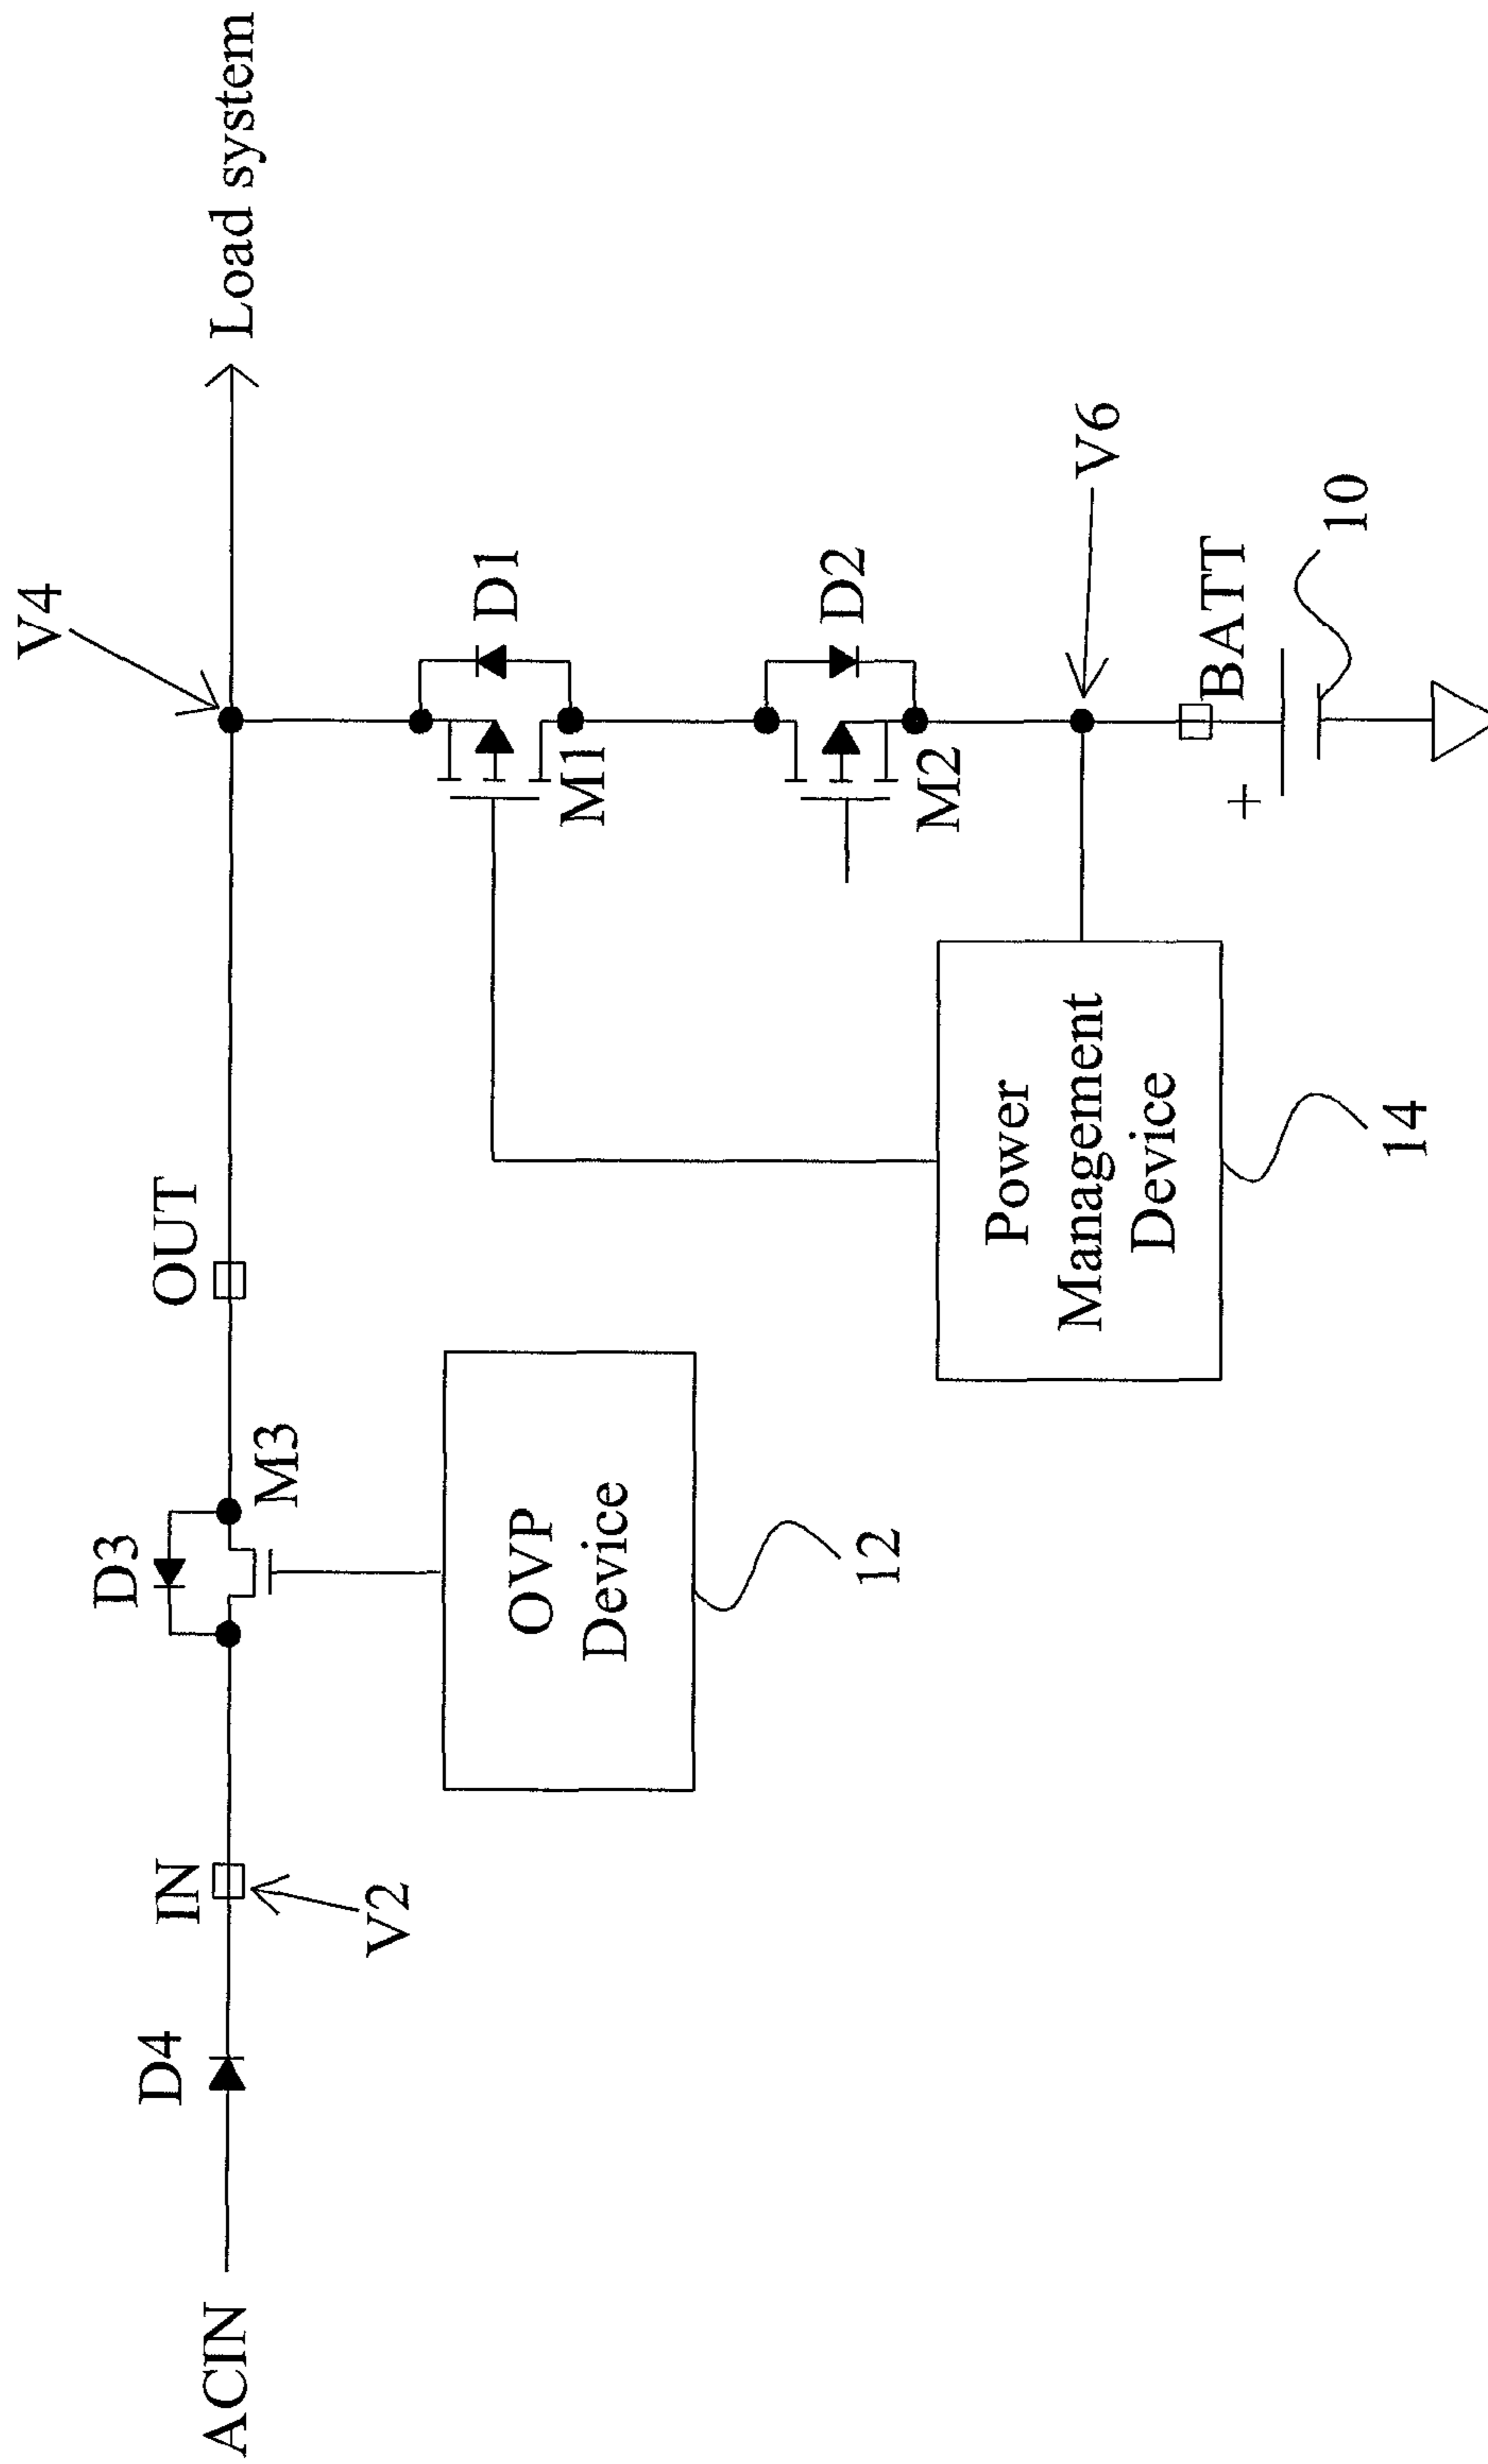 ACIN
D4
IN
V2
D3
M3
OUT
OVP
Device
12
V4
Load system
M1
D1
M2
D2
V6
Power
Management
Device
14
BATT
+
10